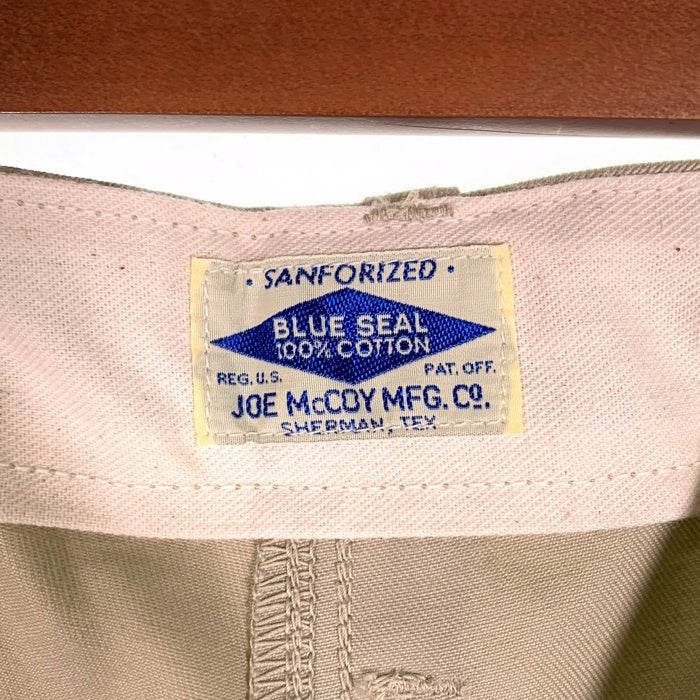 · SANFORIZED ·
BLUE SEAL
100% COTTON
REG. U.S. PAT. OFF.
JOE McCOY MFG. Co.
SHERMAN, TEX